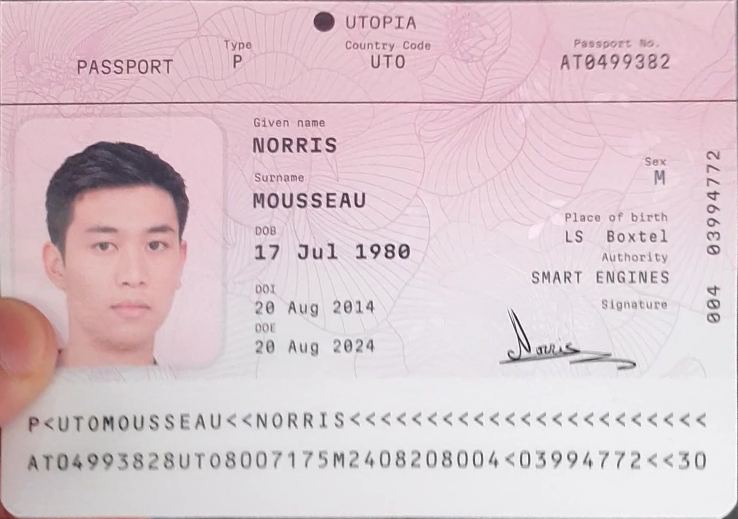 UTOPIA
PASSPORT
Type
P
Country Code
UTO
Passport No.
AT0499382
Given name
NORRIS
Surname
MOUSSEAU
DOB
17 Jul 1980
DOI
20 Aug 2014
DOE
20 Aug 2024
Sex
M
Place of birth
LS Boxtel
Authority
SMART ENGINES
Signature
Norris
004 03994772
P<UTOMOUSSEAU<<NORRIS<<<<<<<<<<<<<<<<<<<<<<<
AT04993828UTO8007175M2408208004<03994772<<30